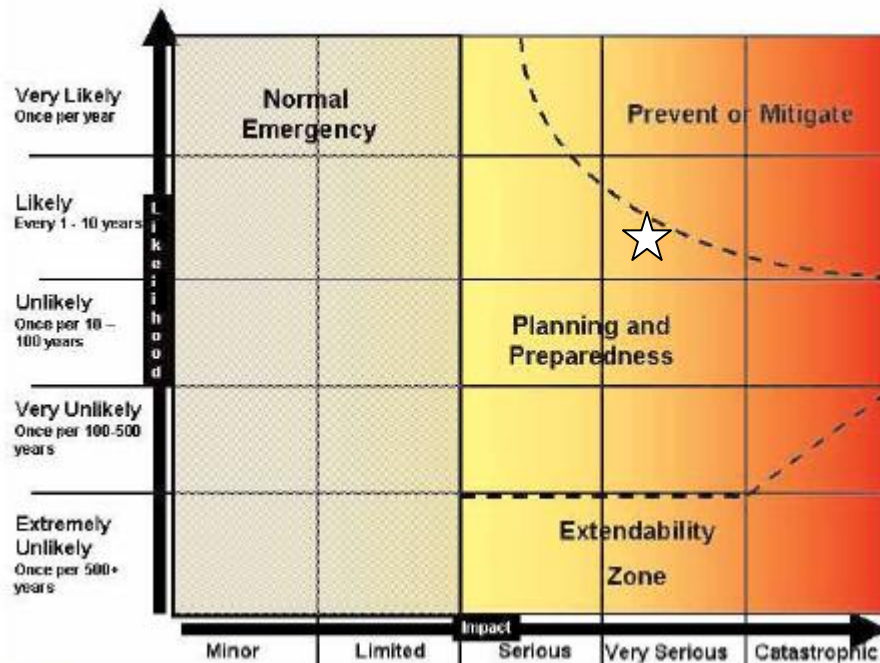 Very Likely
Once per year
Normal
Emergency
Prevent or Mitigate
Likely
Every 1 - 10 years
Likelihood
Unlikely
Once per 10 –
100 years
Planning and
Preparedness
Very Unlikely
Once per 100-500
years
Extremely
Unlikely
Once per 500+
years
Extendability
Zone
Impact
Minor
Limited
Serious
Very Serious
Catastrophic